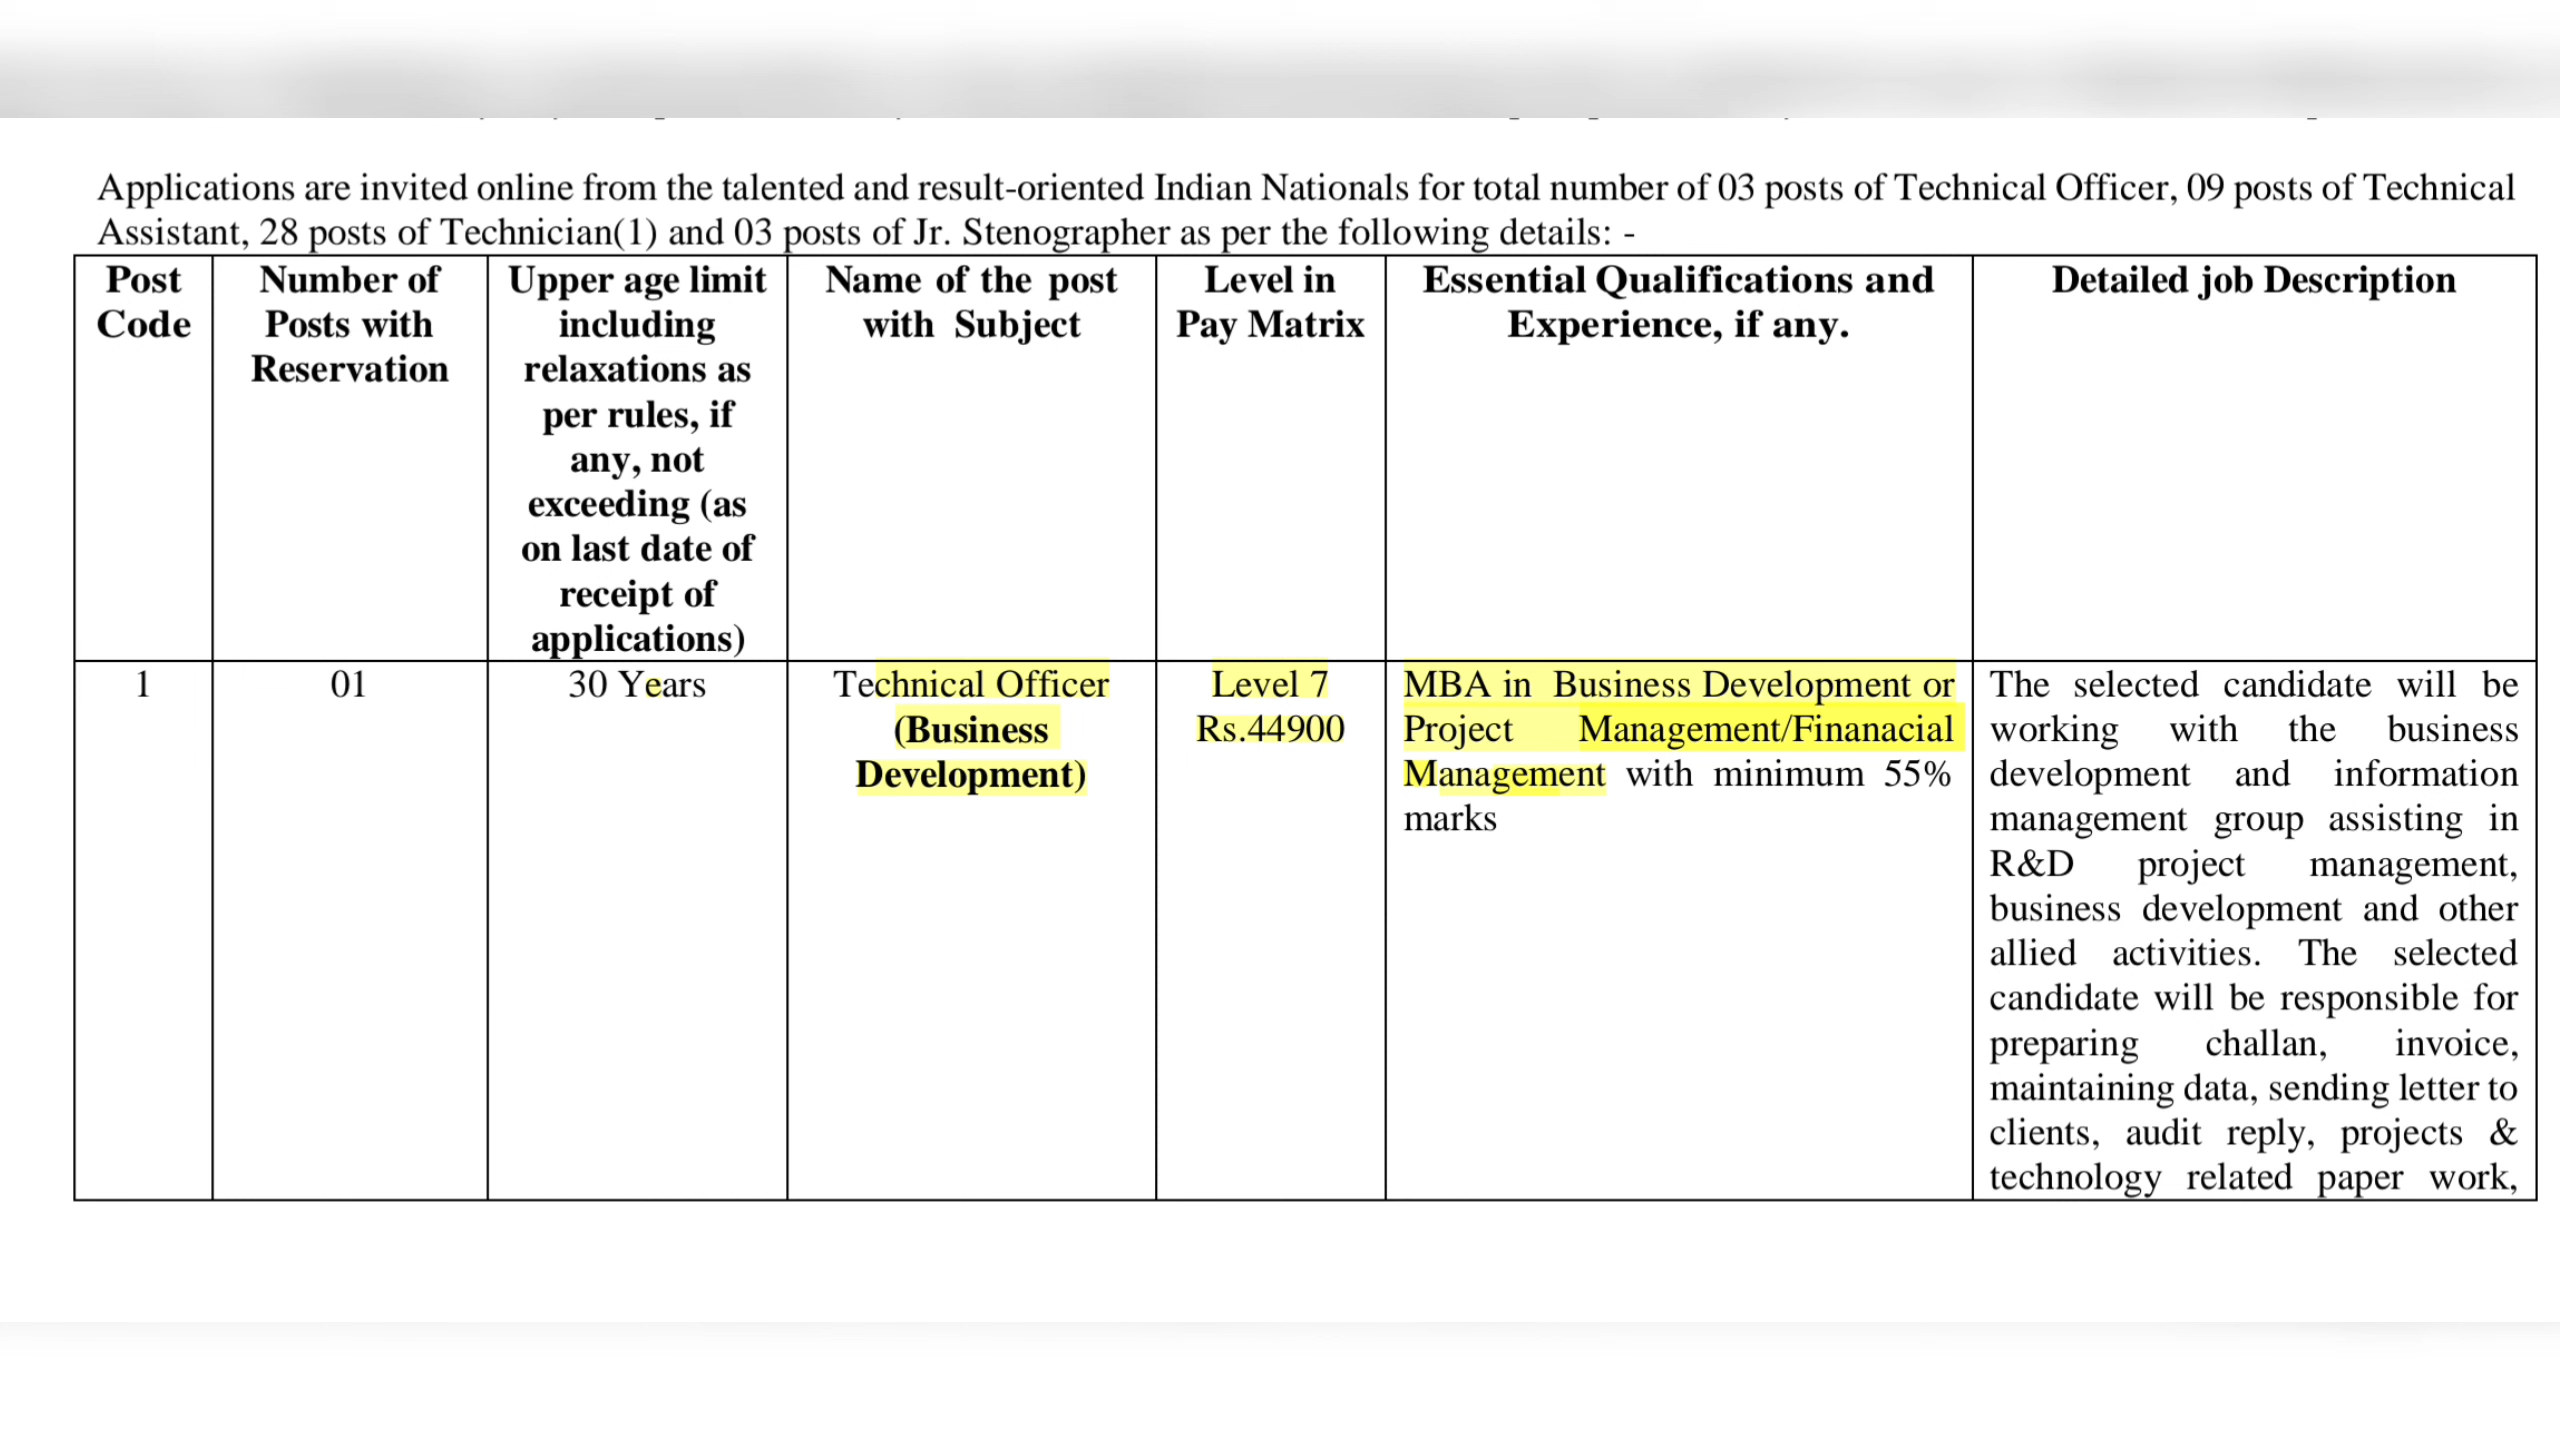 Applications are invited online from the talented and result-oriented Indian Nationals for total number of 03 posts of Technical Officer, 09 posts of Technical
Assistant, 28 posts of Technician(1) and 03 posts of Jr. Stenographer as per the following details: -
Post
Code
Number of
Posts with
Reservation
Upper age limit
including
relaxations as
per rules, if
any, not
exceeding (as
on last date of
receipt of
applications)
Name of the post
with Subject
Level in
Pay Matrix
Essential Qualifications and
Experience, if any.
Detailed job Description
1
01
30 Years
Technical Officer
(Business
Development)
Level 7
Rs.44900
MBA in Business Development or
Project Management/Finanacial
Management with minimum 55%
marks
The selected candidate will be
working with the business
development and information
management group assisting in
R&D project management,
business development and other
allied activities. The selected
candidate will be responsible for
preparing challan, invoice,
maintaining data, sending letter to
clients, audit reply, projects &
technology related paper work,